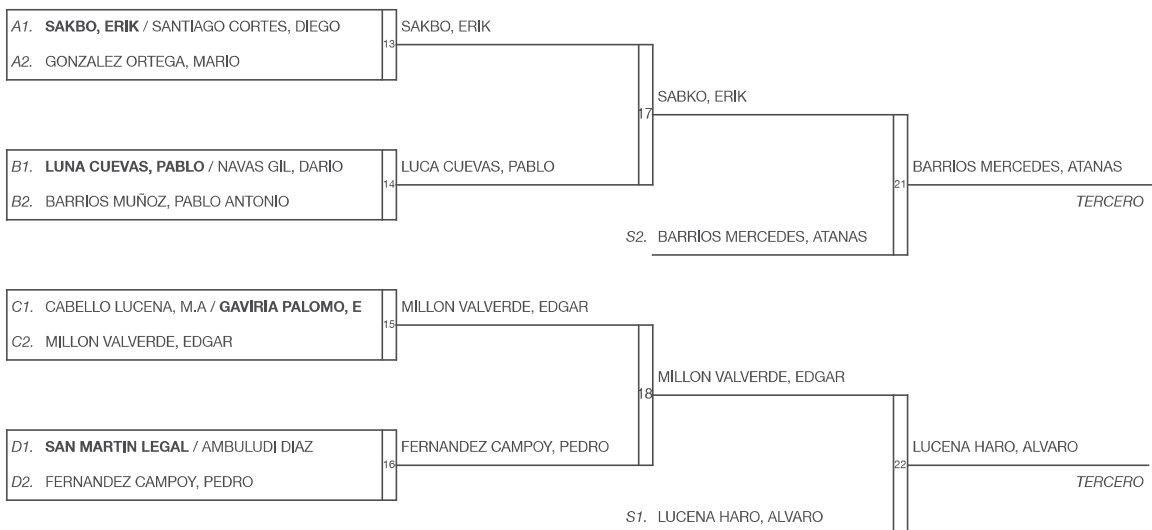 A1. SAKBO, ERIK / SANTIAGO CORTES, DIEGO
A2. GONZALEZ ORTEGA, MARIO
13
SAKBO, ERIK
17
SABKO, ERIK
B1. LUNA CUEVAS, PABLO / NAVAS GIL, DARIO
B2. BARRIOS MUÑOZ, PABLO ANTONIO
14
LUCA CUEVAS, PABLO
21
BARRIOS MERCEDES, ATANAS
TERCERO
S2. BARRIOS MERCEDES, ATANAS
C1. CABELLO LUCENA, M.A / GAVIRIA PALOMO, E
C2. MILLON VALVERDE, EDGAR
15
MILLON VALVERDE, EDGAR
18
MILLON VALVERDE, EDGAR
D1. SAN MARTIN LEGAL / AMBULUDI DIAZ
D2. FERNANDEZ CAMPOY, PEDRO
16
FERNANDEZ CAMPOY, PEDRO
22
LUCENA HARO, ALVARO
TERCERO
S1. LUCENA HARO, ALVARO